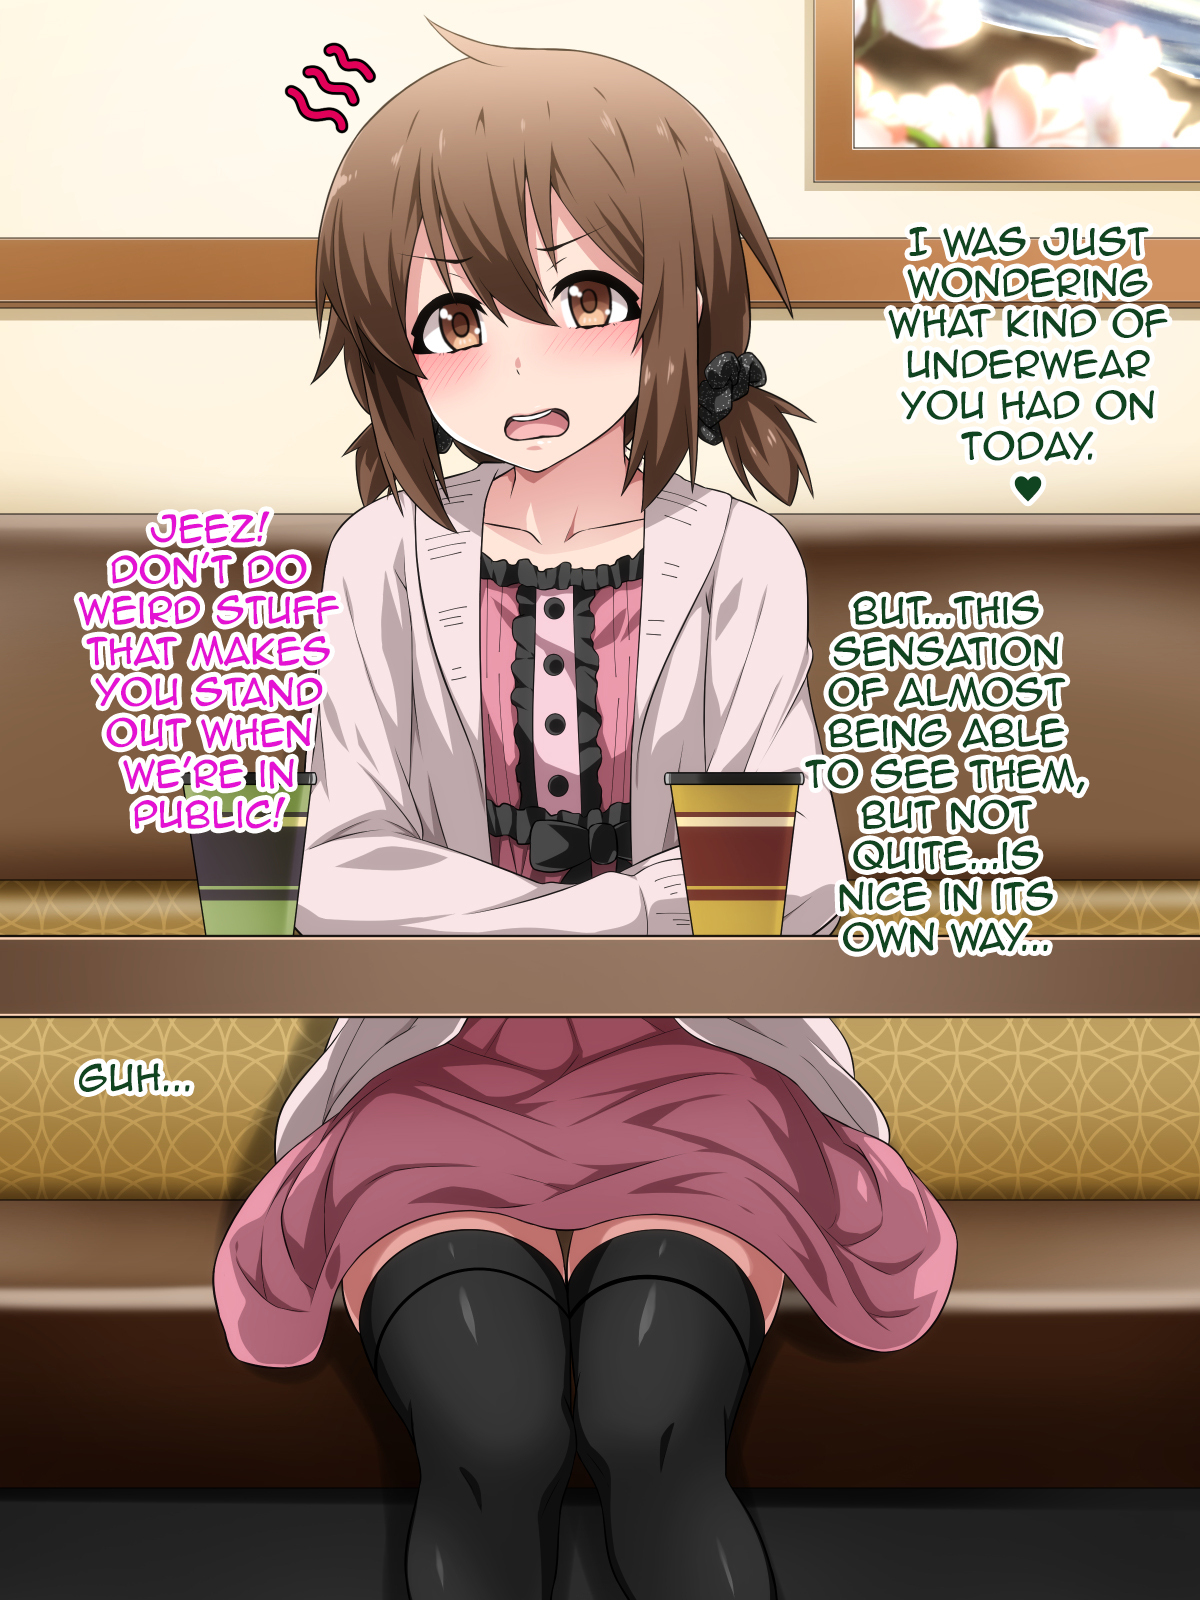 I WAS JUST
WONDERING
WHAT KIND OF
UNDERWEAR
YOU HAD ON
TODAY.
♥
JEEZ!
DON'T DO
WEIRD STUFF
THAT MAKES
YOU STAND
OUT WHEN
WE'RE IN
PUBLIC!
BUT...THIS
SENSATION
OF ALMOST
BEING ABLE
TO SEE THEM,
BUT NOT
QUITE...IS
NICE IN ITS
OWN WAY...
GUH...